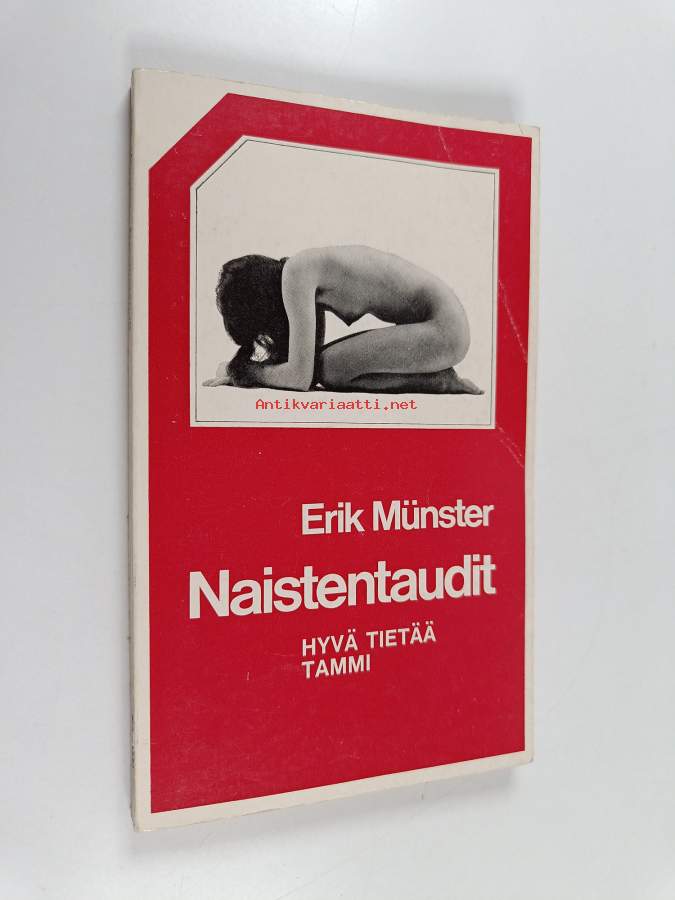 Antikvariaatti.net
Erik Münster
Naistentaudit
HYVÄ TIETÄÄ
TAMMI